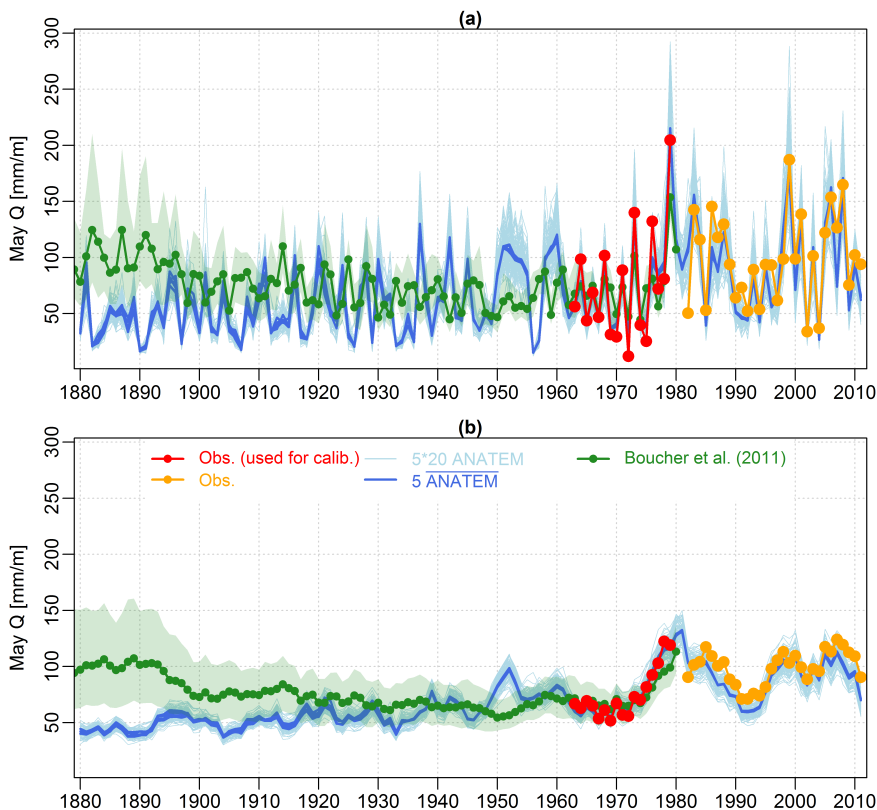 (a)
May Q [mm/m]
300
250
200
150
100
50
1880 1890 1900 1910 1920 1930 1940 1950 1960 1970 1980 1990 2000 2010
(b)
May Q [mm/m]
300
250
200
150
100
50
Obs. (used for calib.)
Obs.
5*20 ANATEM
5 ANATEM
Boucher et al. (2011)
1880 1890 1900 1910 1920 1930 1940 1950 1960 1970 1980 1990 2000 2010